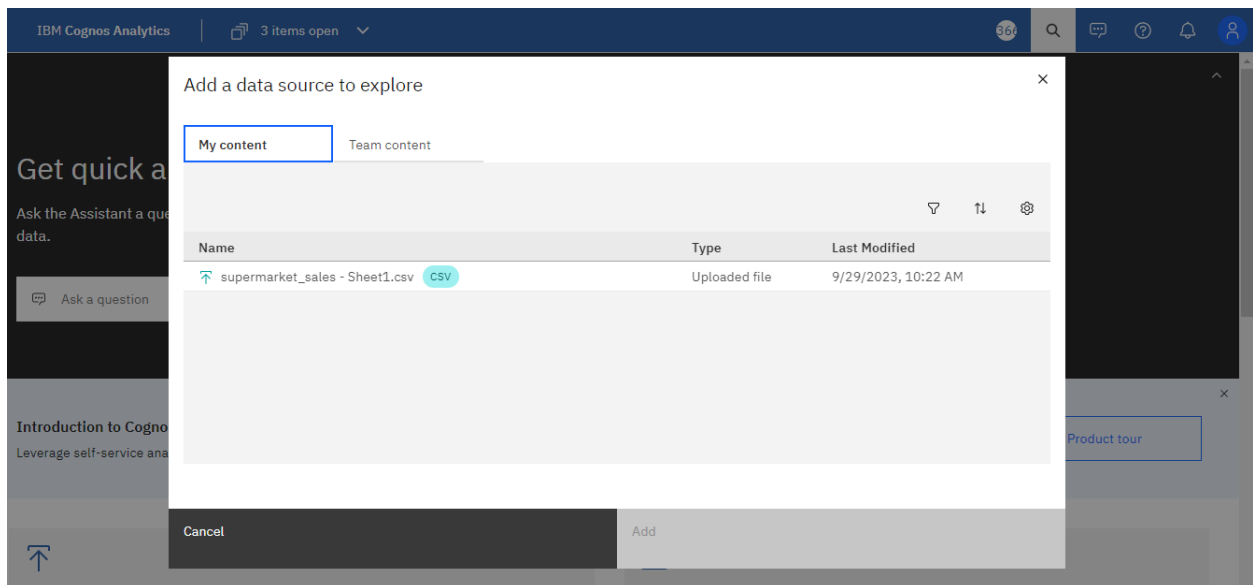 IBM Cognos Analytics
3 items open
Add a data source to explore
My content
Team content
Get quick a
Ask the Assistant a que
data.
Ask a question
Name Type Last Modified
supermarket_sales - Sheet1.csv CSV Uploaded file 9/29/2023, 10:22 AM
Introduction to Cogno
Leverage self-service ana
Product tour
Cancel
Add